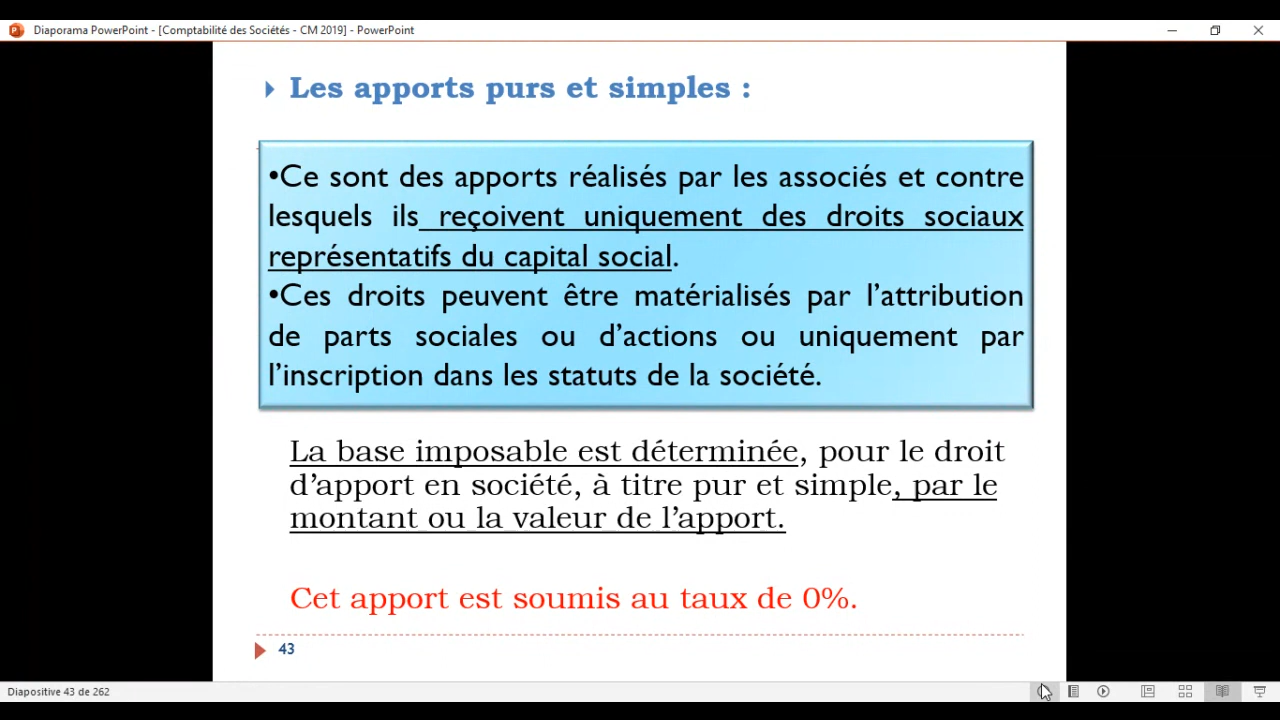 Diaporama PowerPoint - [Comptabilité des Sociétés - CM 2019] - PowerPoint
Les apports purs et simples :
•Ce sont des apports réalisés par les associés et contre
lesquels ils reçoivent uniquement des droits sociaux
représentatifs du capital social.
•Ces droits peuvent être matérialisés par l’attribution
de parts sociales ou d’actions ou uniquement par
l’inscription dans les statuts de la société.
La base imposable est déterminée, pour le droit
d’apport en société, à titre pur et simple, par le
montant ou la valeur de l’apport.
Cet apport est soumis au taux de 0%.
43
Diapositive 43 de 262